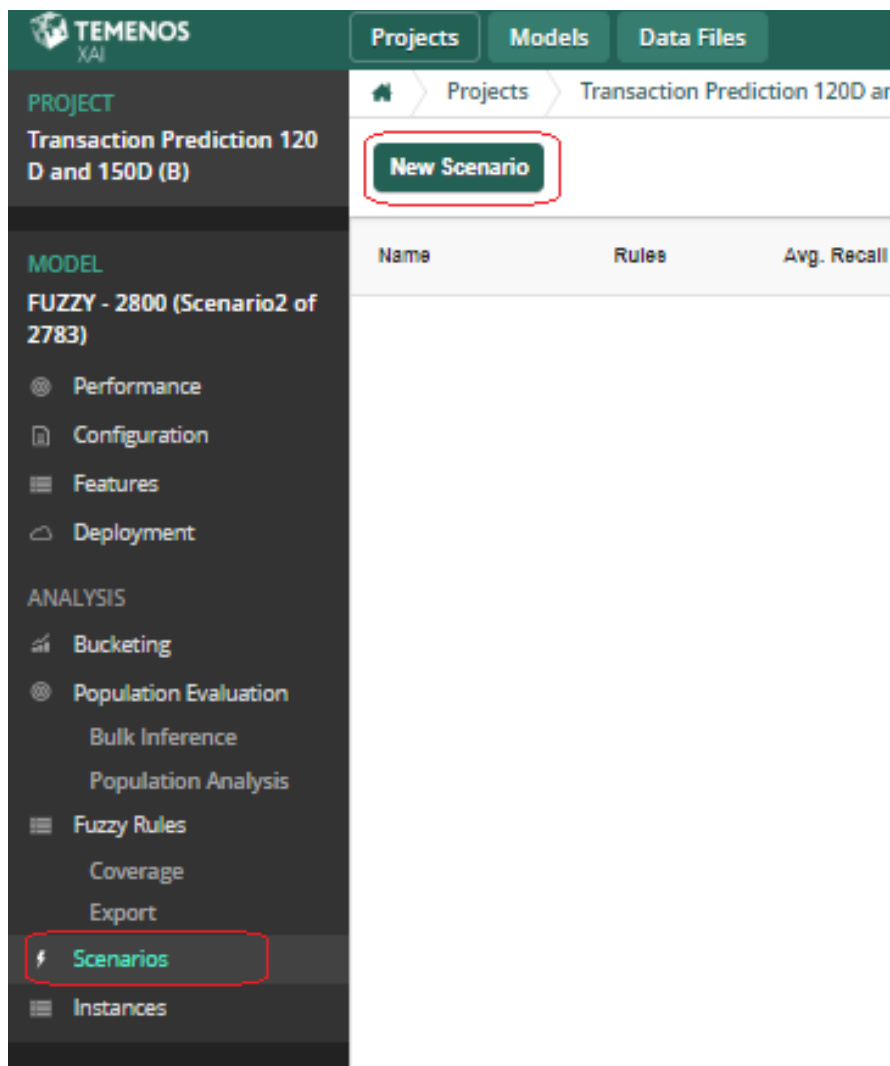 TEMENOS
XAI
Projects
Models
Data Files
PROJECT
Transaction Prediction 120
D and 150D (B)
Projects
Transaction Prediction 120D ar
New Scenario
Name
Rules
Avg. Recall
MODEL
FUZZY - 2800 (Scenario2 of
2783)
Performance
Configuration
Features
Deployment
ANALYSIS
Bucketing
Population Evaluation
Bulk Inference
Population Analysis
Fuzzy Rules
Coverage
Export
Scenarios
Instances